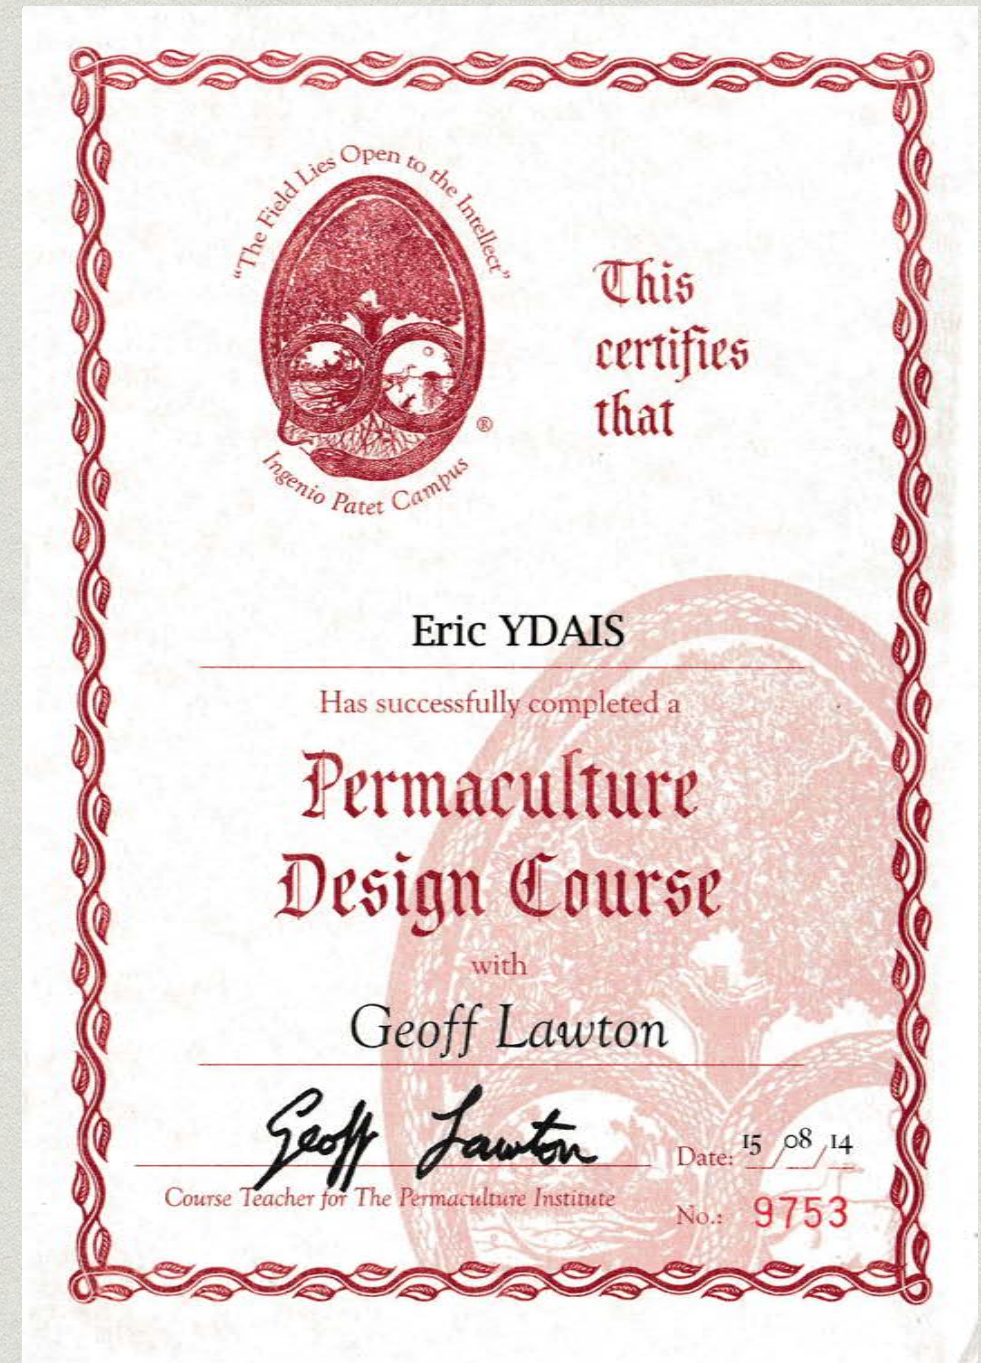 "The Field Lies Open to the Intellect"
®
Ingenio Patet Campus
This
certifies
that
Eric YDAIS
Has successfully completed a
Permaculture
Design Course
with
Geoff Lawton
Geoff Lawton
Date: 15/08/14
Course Teacher for The Permaculture Institute
No.: 9753